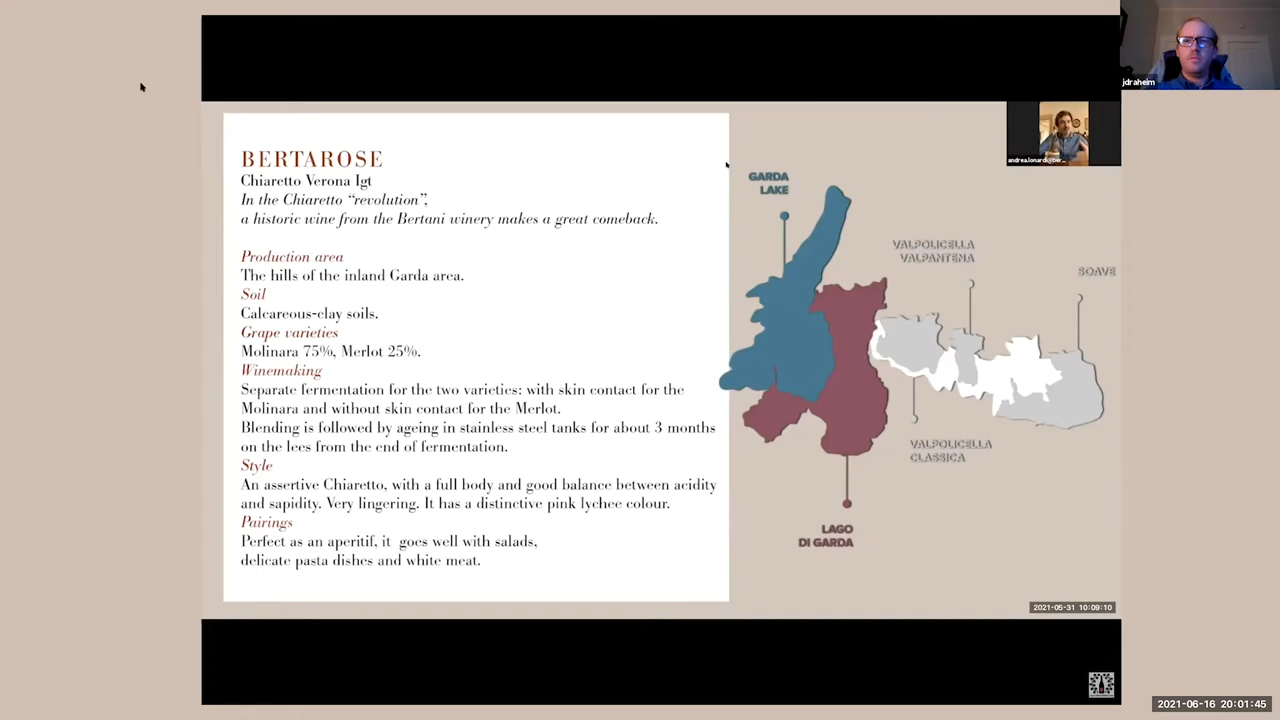 jdraheim
andrea.lonardi@ber...
BERTAROSE
Chiaretto Verona Igt
In the Chiaretto “revolution”,
a historic wine from the Bertani winery makes a great comeback.
Production area
The hills of the inland Garda area.
Soil
Calcareous-clay soils.
Grape varieties
Molinara 75%, Merlot 25%.
Winemaking
Separate fermentation for the two varieties: with skin contact for the
Molinara and without skin contact for the Merlot.
Blending is followed by ageing in stainless steel tanks for about 3 months
on the lees from the end of fermentation.
Style
An assertive Chiaretto, with a full body and good balance between acidity
and sapidity. Very lingering. It has a distinctive pink lychee colour.
Pairings
Perfect as an aperitif, it goes well with salads,
delicate pasta dishes and white meat.
GARDA
LAKE
VALPOLICELLA
VALPANTENA
SOAVE
VALPOLICELLA
CLASSICA
LAGO
DI GARDA
2021-05-31 10:09:10
2021-06-16 20:01:45